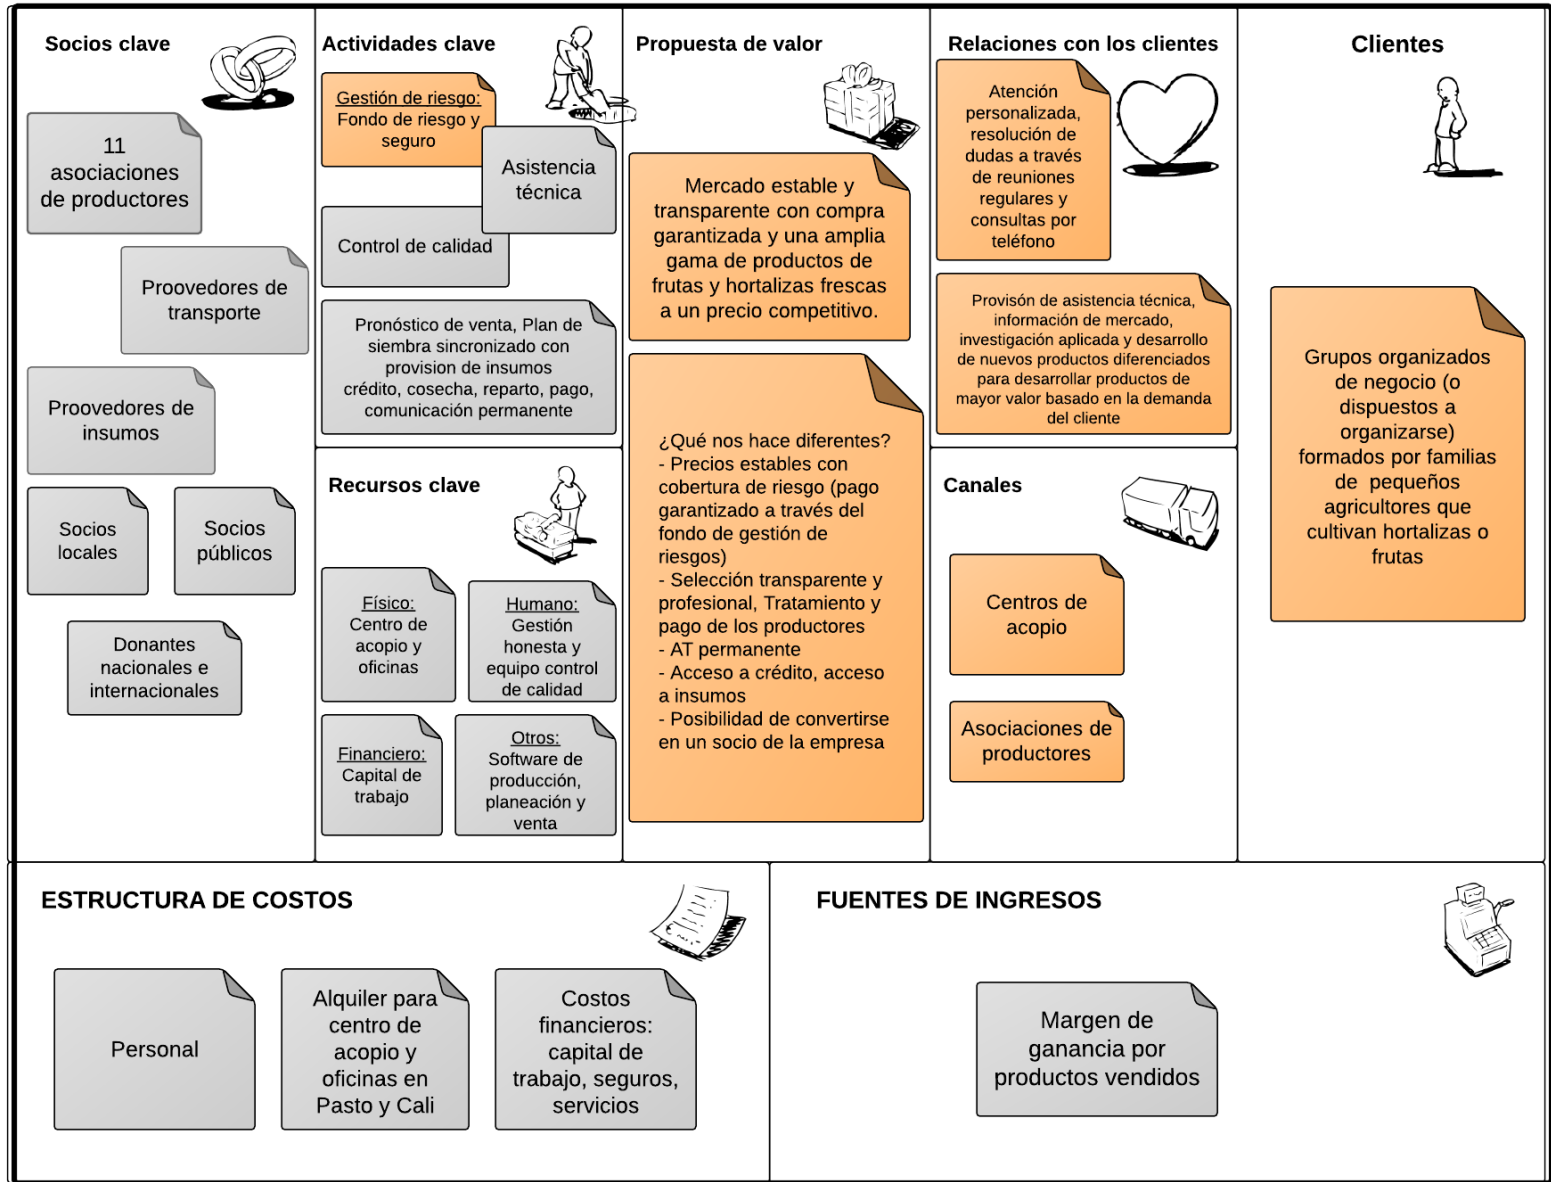 Socios clave
11
asociaciones
de productores
Proovedores de
transporte
Proovedores de
insumos
Socios
locales
Socios
públicos
Donantes
nacionales e
internacionales
Actividades clave
Gestión de riesgo:
Fondo de riesgo y
seguro
Asistencia
técnica
Control de calidad
Pronóstico de venta, Plan de
siembra sincronizado con
provision de insumos
crédito, cosecha, reparto, pago,
comunicación permanente
Recursos clave
Físico:
Centro de
acopio y
oficinas
Humano:
Gestión
honesta y
equipo control
de calidad
Financiero:
Capital de
trabajo
Otros:
Software de
producción,
planeación y
venta
Propuesta de valor
Mercado estable y
transparente con compra
garantizada y una amplia
gama de productos de
frutas y hortalizas frescas
a un precio competitivo.
¿Qué nos hace diferentes?
- Precios estables con
cobertura de riesgo (pago
garantizado a través del
fondo de gestión de
riesgos)
- Selección transparente y
profesional, Tratamiento y
pago de los productores
- AT permanente
- Acceso a crédito, acceso
a insumos
- Posibilidad de convertirse
en un socio de la empresa
Relaciones con los clientes
Atención
personalizada,
resolución de
dudas a través
de reuniones
regulares y
consultas por
teléfono
Provisón de asistencia técnica,
información de mercado,
investigación aplicada y desarrollo
de nuevos productos diferenciados
para desarrollar productos de
mayor valor basado en la demanda
del cliente
Canales
Centros de
acopio
Asociaciones de
productores
Clientes
Grupos organizados
de negocio (o
dispuestos a
organizarse)
formados por familias
de pequeños
agricultores que
cultivan hortalizas o
frutas
ESTRUCTURA DE COSTOS
Personal
Alquiler para
centro de
acopio y
oficinas en
Pasto y Cali
Costos
financieros:
capital de
trabajo, seguros,
servicios
FUENTES DE INGRESOS
Margen de
ganancia por
productos vendidos